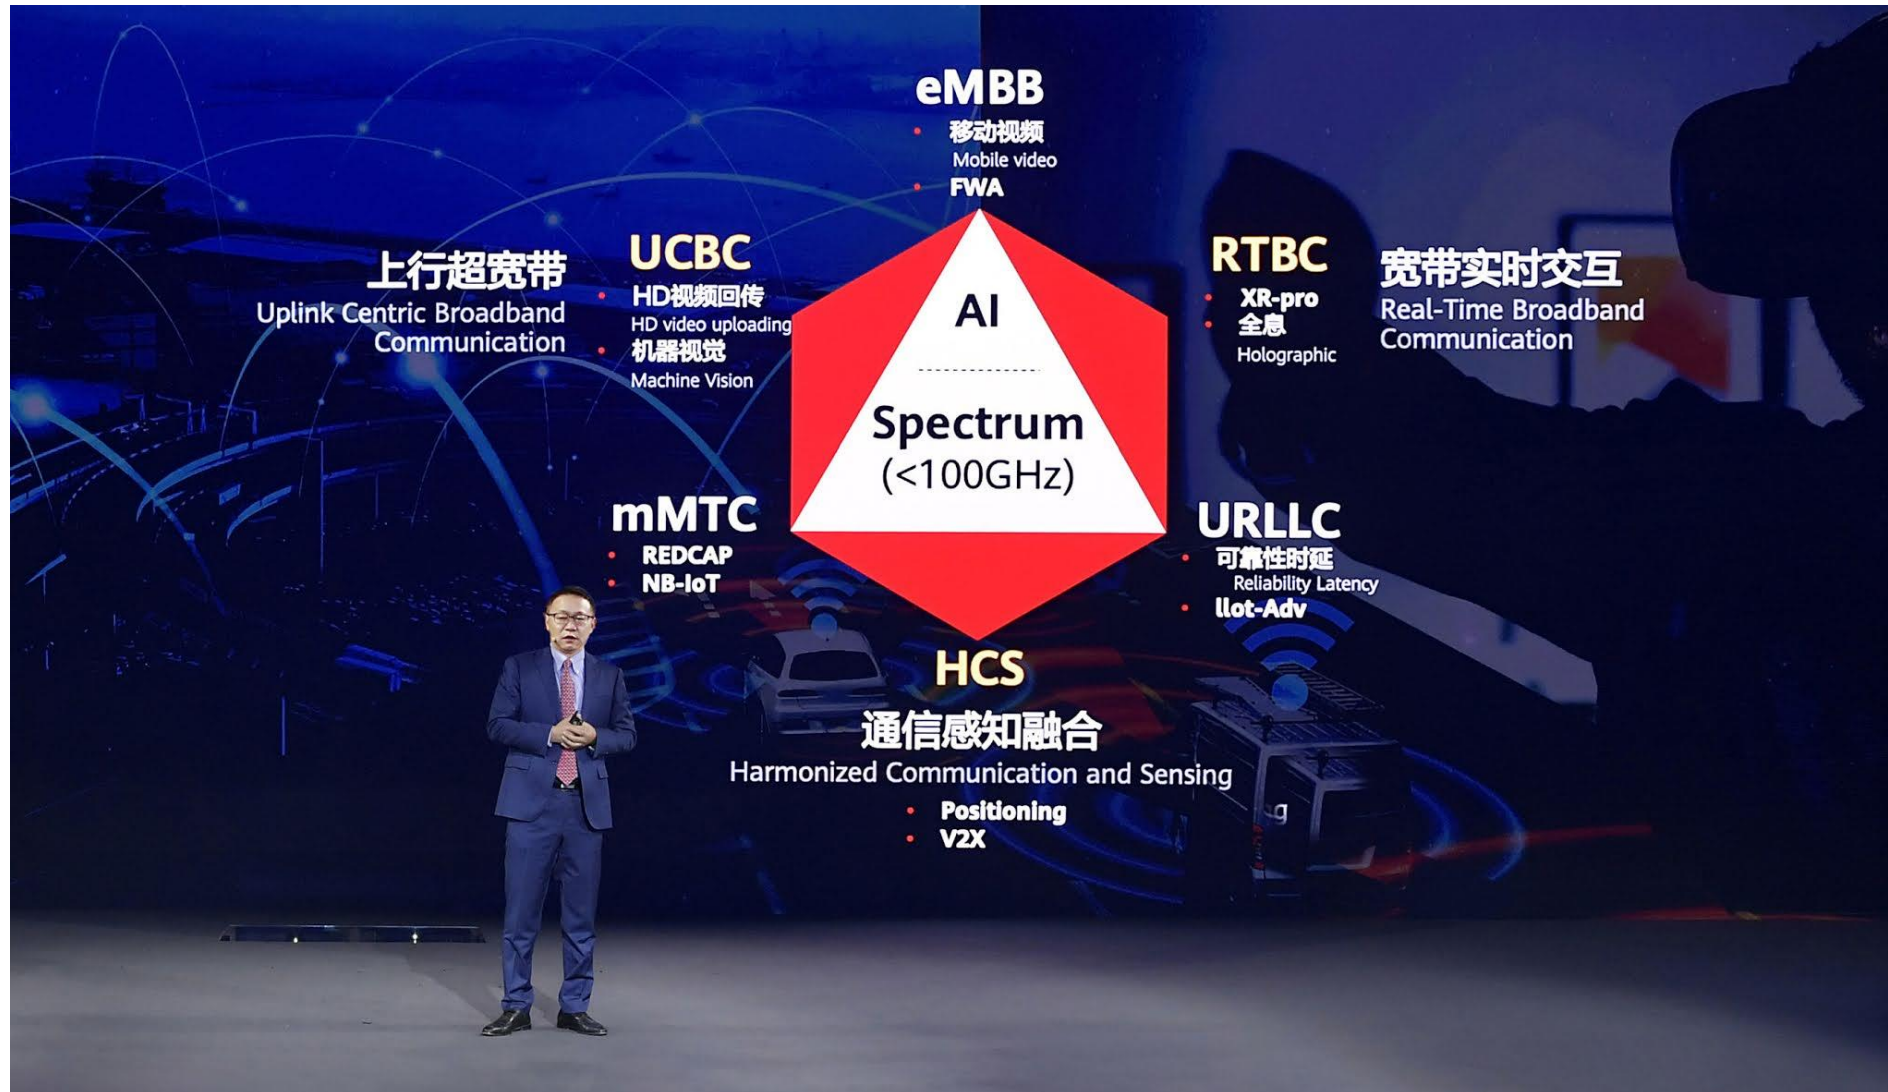 eMBB
移动视频
Mobile video
FWA
上行超宽带
Uplink Centric Broadband
Communication
UCBC
HD视频回传
HD video uploading
机器视觉
Machine Vision
AI
Spectrum
(<100GHz)
RTBC
XR-pro
全息
Holographic
宽带实时交互
Real-Time Broadband
Communication
mMTC
REDCAP
NB-IoT
URLLC
可靠性时延
Reliability Latency
llot-Adv
HCS
通信感知融合
Harmonized Communication and Sensing
Positioning
V2X